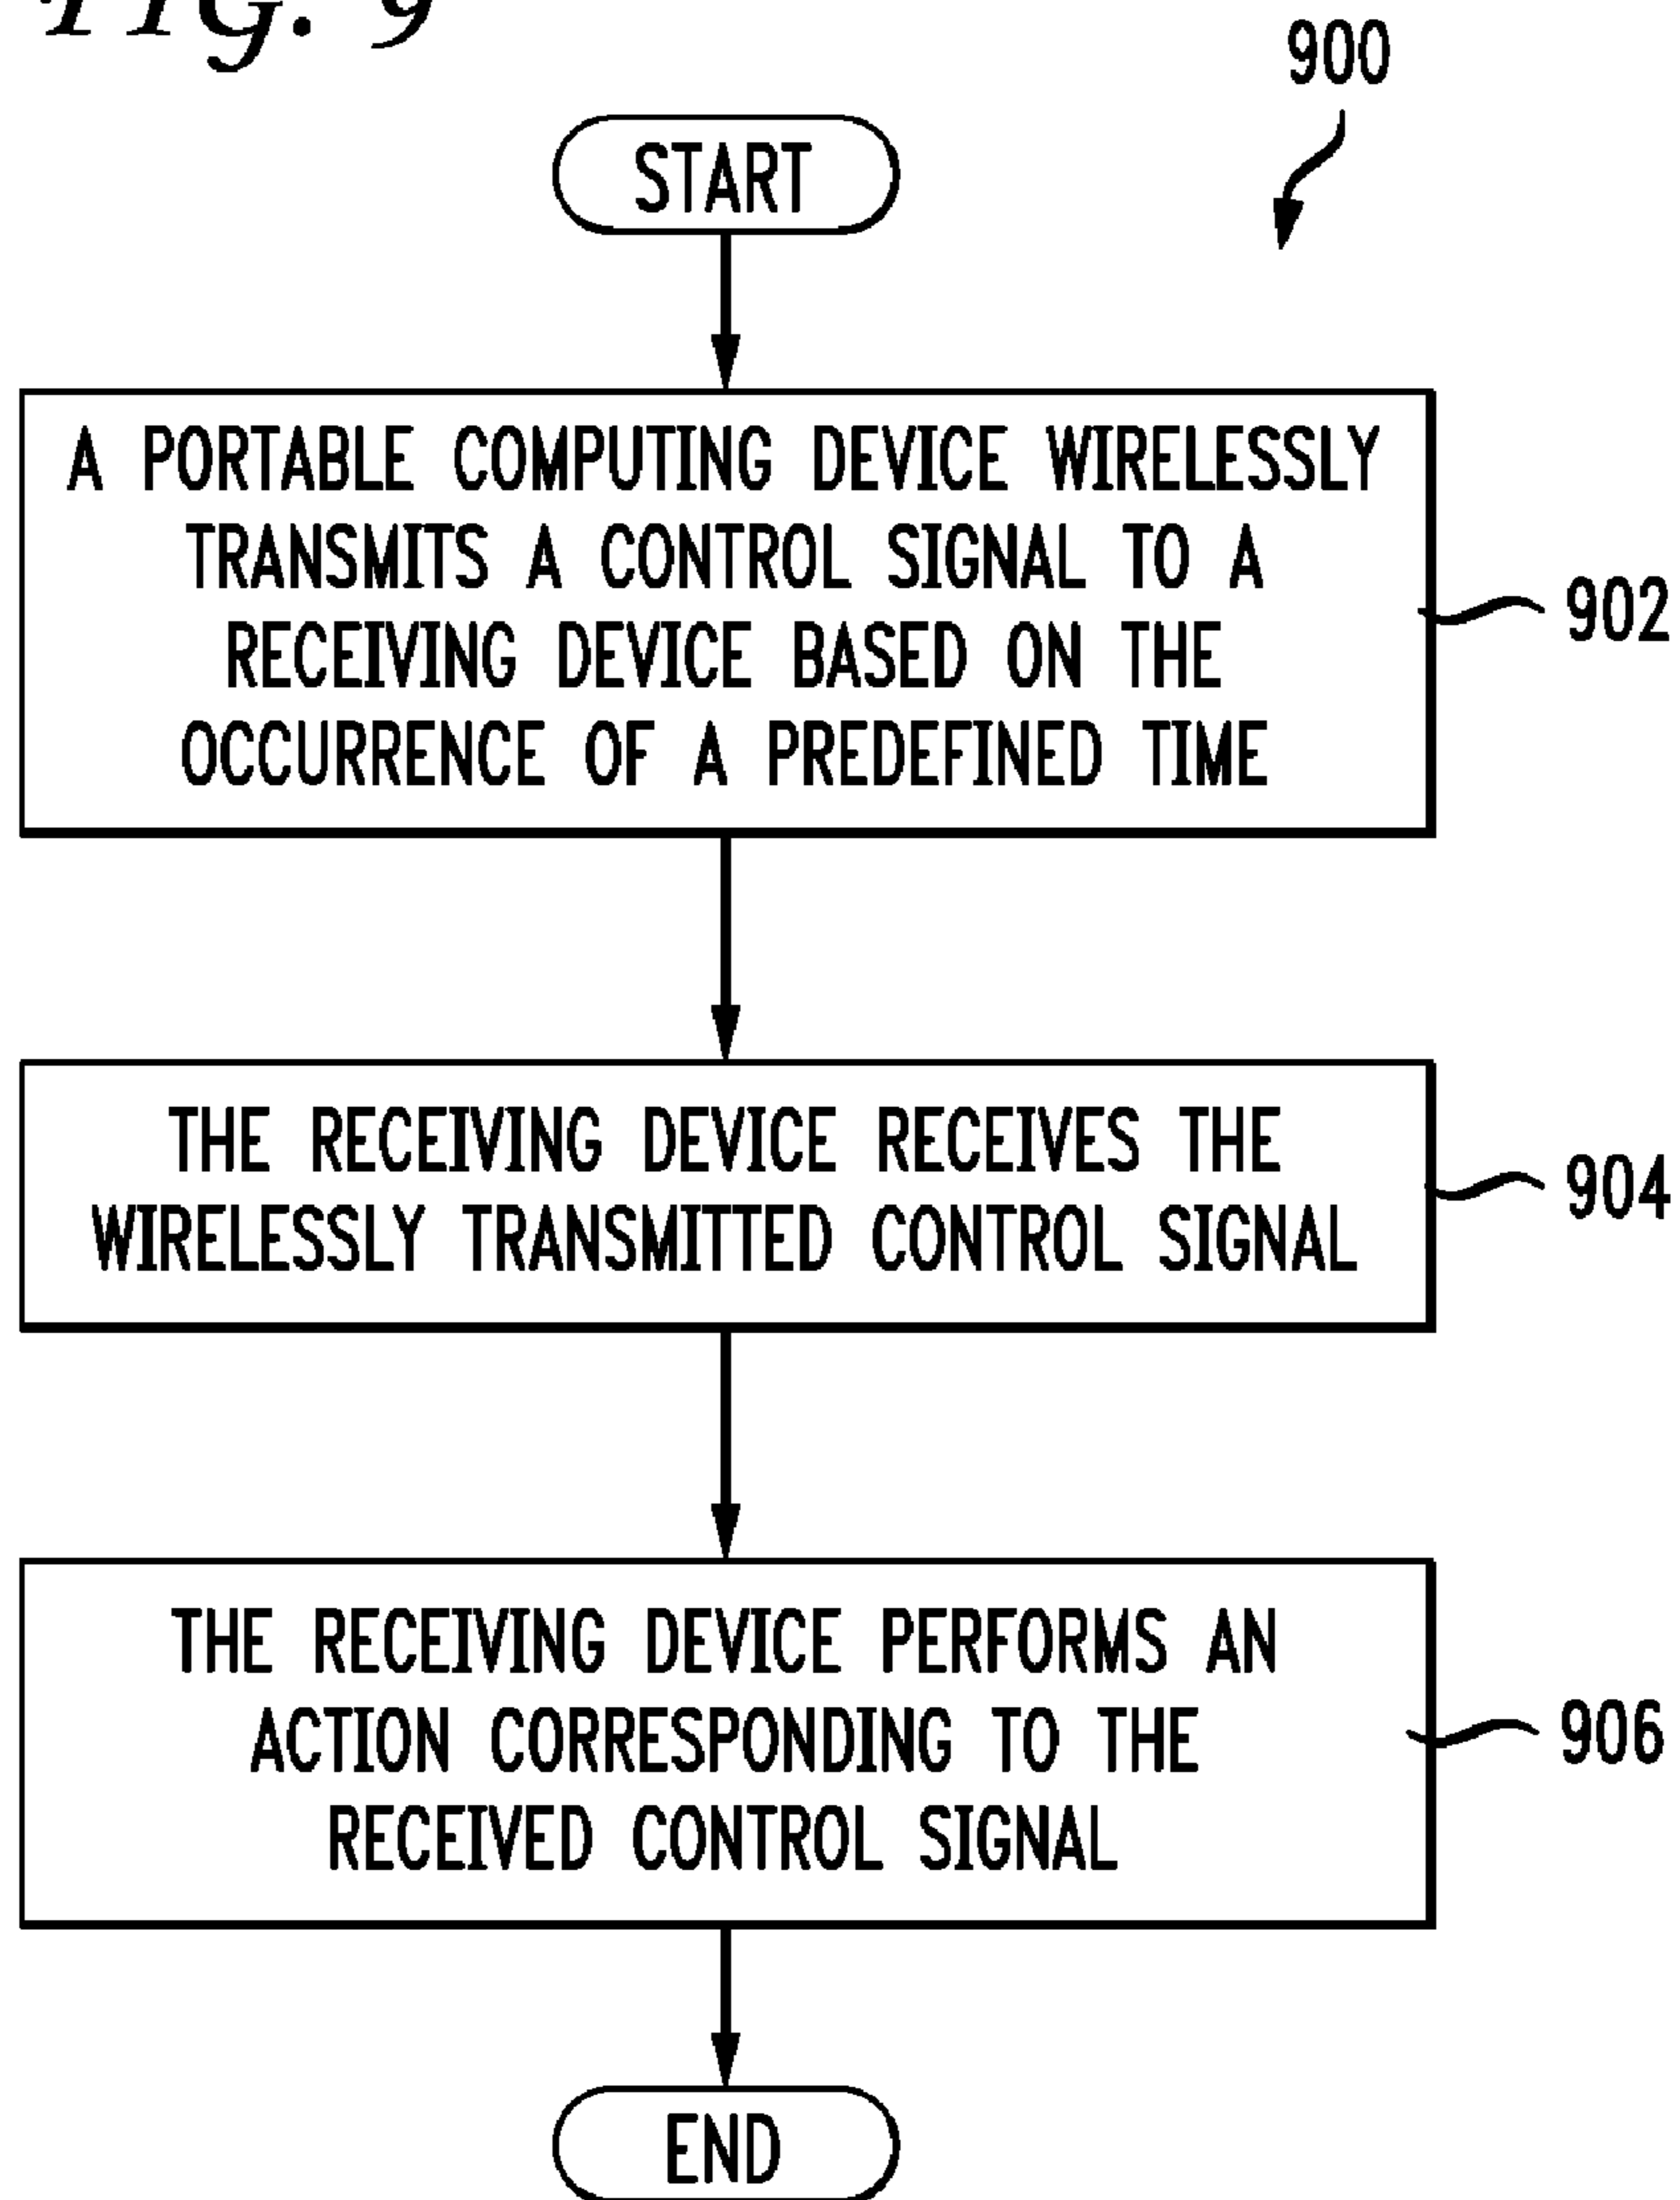 FIG. 9
900
START
A PORTABLE COMPUTING DEVICE WIRELESSLY
TRANSMITS A CONTROL SIGNAL TO A
RECEIVING DEVICE BASED ON THE
OCCURRENCE OF A PREDEFINED TIME
902
THE RECEIVING DEVICE RECEIVES THE
WIRELESSLY TRANSMITTED CONTROL SIGNAL
904
THE RECEIVING DEVICE PERFORMS AN
ACTION CORRESPONDING TO THE
RECEIVED CONTROL SIGNAL
906
END